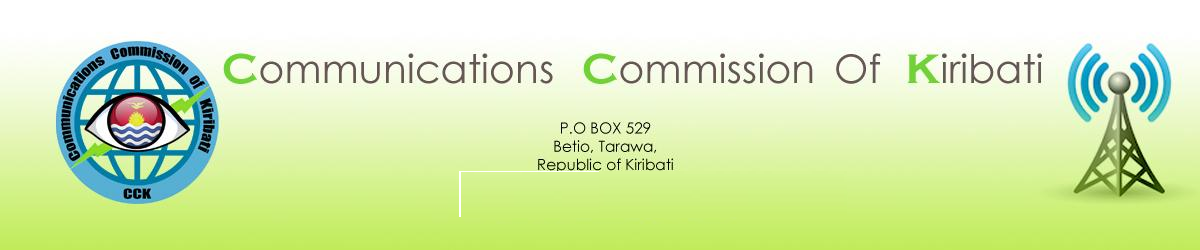 Communications Commission Of Kiribati
CCK
Communications Commission Of Kiribati
P.O BOX 529
Betio, Tarawa,
Republic of Kiribati